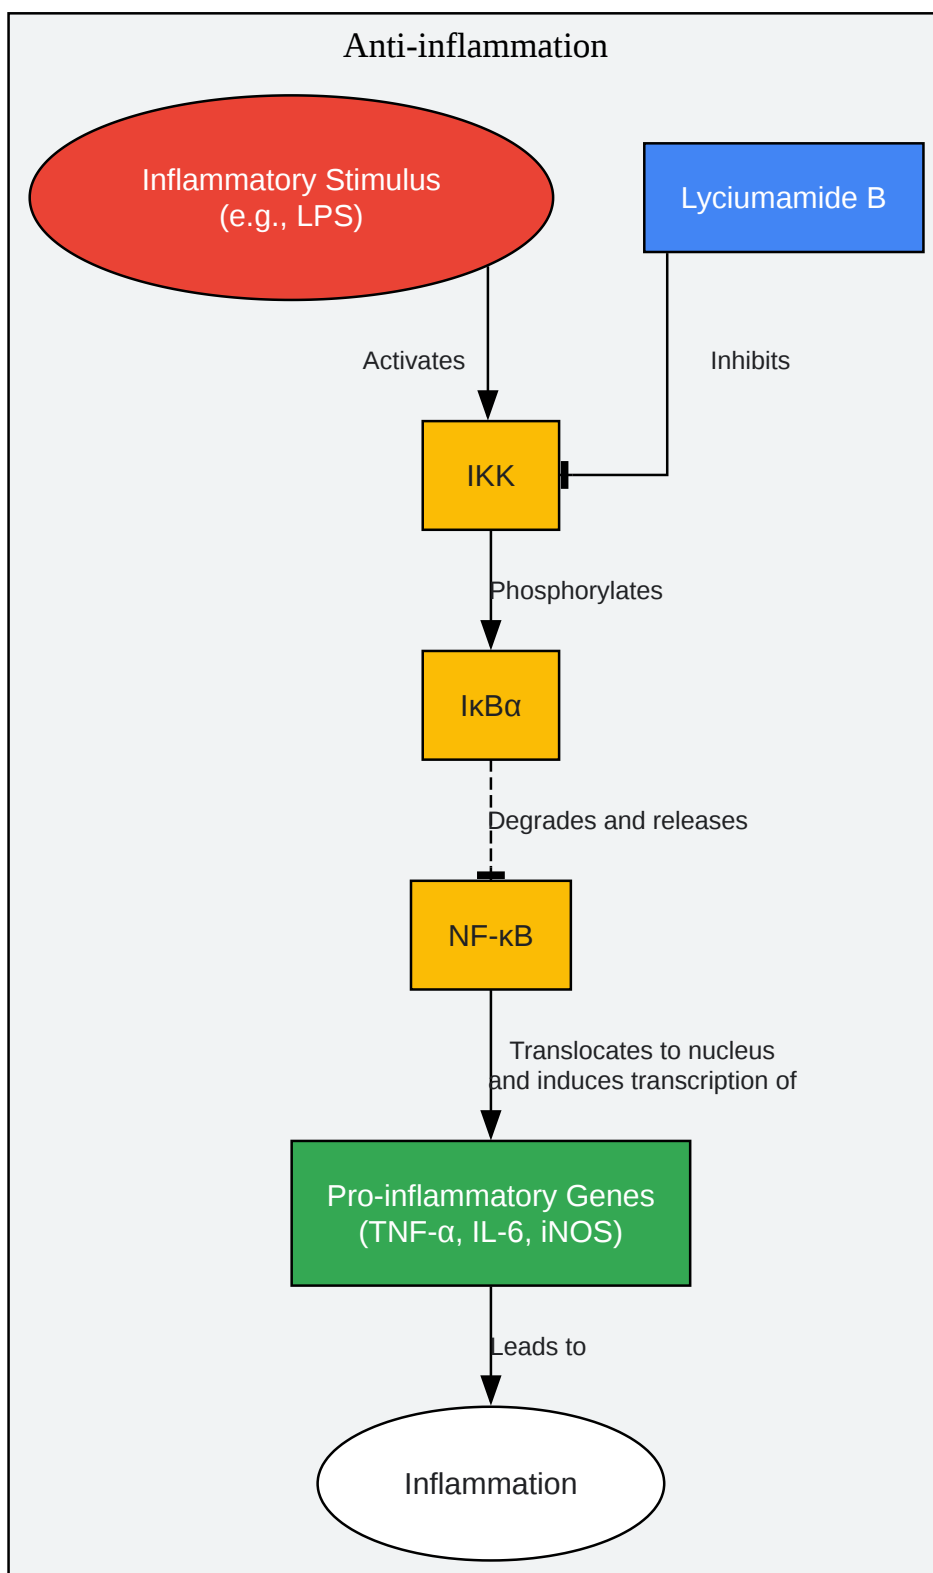 Anti-inflammation
Inflammatory Stimulus
(e.g., LPS)
Lyciumamide B
Activates
Inhibits
IKK
Phosphorylates
IκBα
Degrades and releases
NF-κB
Translocates to nucleus
and induces transcription of
Pro-inflammatory Genes
(TNF-α, IL-6, iNOS)
Leads to
Inflammation